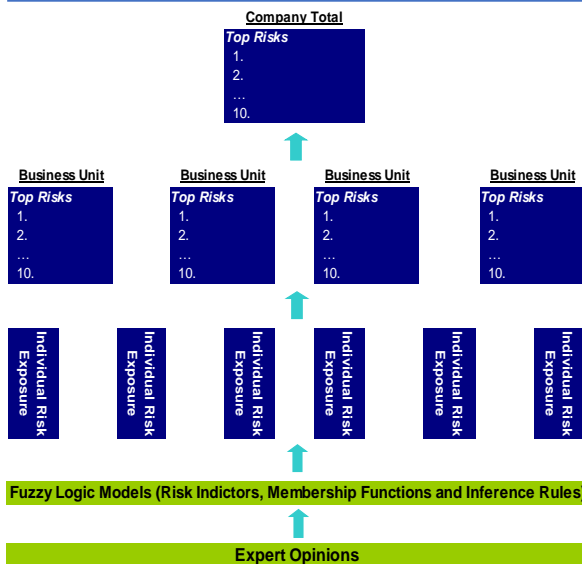 Company Total
Top Risks
1.
2.
...
10.
Business Unit
Top Risks
1.
2.
...
10.
Business Unit
Top Risks
1.
2.
...
10.
Business Unit
Top Risks
1.
2.
...
10.
Business Unit
Top Risks
1.
2.
...
10.
Individual Risk
Exposure
Individual Risk
Exposure
Individual Risk
Exposure
Individual Risk
Exposure
Individual Risk
Exposure
Individual Risk
Exposure
Fuzzy Logic Models (Risk Indictors, Membership Functions and Inference Rules)
Expert Opinions